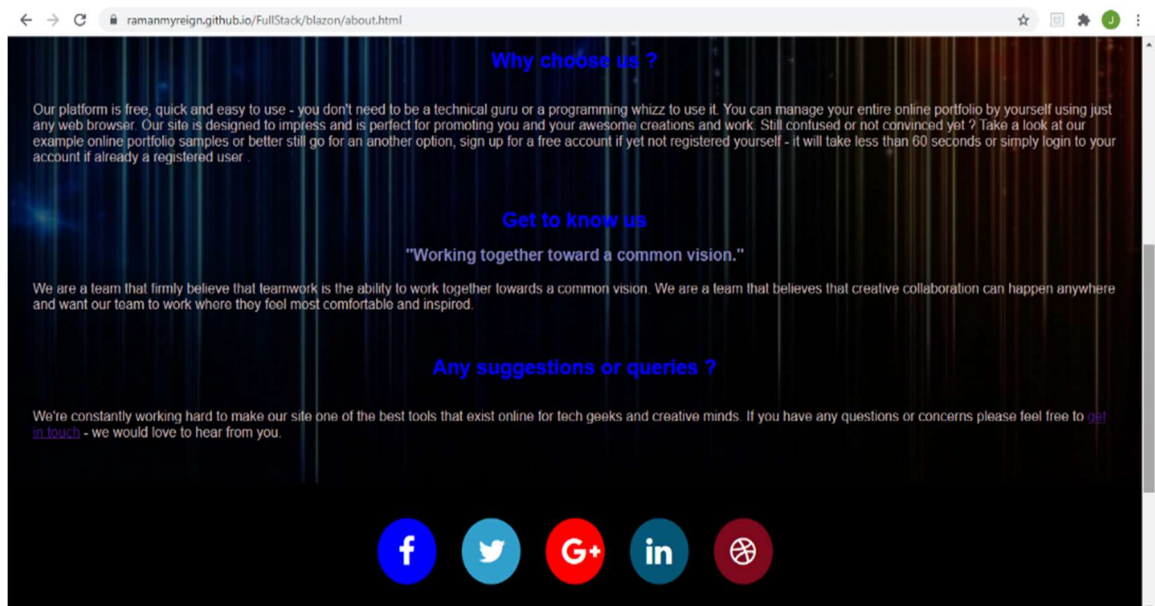 ramanmyreign.github.io/FullStack/blazon/about.html
J
Why choose us ?
Our platform is free, quick and easy to use - you don't need to be a technical guru or a programming whizz to use it. You can manage your entire online portfolio by yourself using just
any web browser. Our site is designed to impress and is perfect for promoting you and your awesome creations and work. Still confused or not convinced yet ? Take a look at our
example online portfolio samples or better still go for an another option, sign up for a free account if yet not registered yourself - it will take less than 60 seconds or simply login to your
account if already a registered user .
Get to know us
"Working together toward a common vision."
We are a team that firmly believe that teamwork is the ability to work together towards a common vision. We are a team that believes that creative collaboration can happen anywhere
and want our team to work where they feel most comfortable and inspired.
Any suggestions or queries ?
We're constantly working hard to make our site one of the best tools that exist online for tech geeks and creative minds. If you have any questions or concerns please feel free to get
in touch - we would love to hear from you.
f G+ in